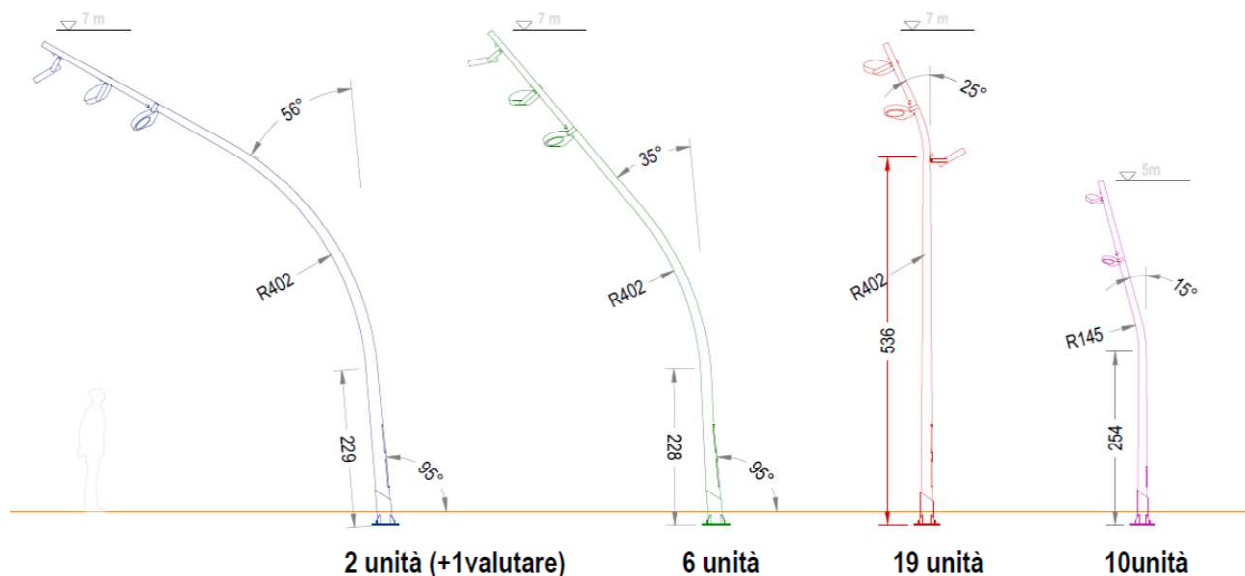 7 m
7 m
7 m
56°
25°
35°
5m
R402
R402
R402
15°
536
R145
229
228
254
95°
95°
2 unità (+1valutare)
6 unità
19 unità
10unità